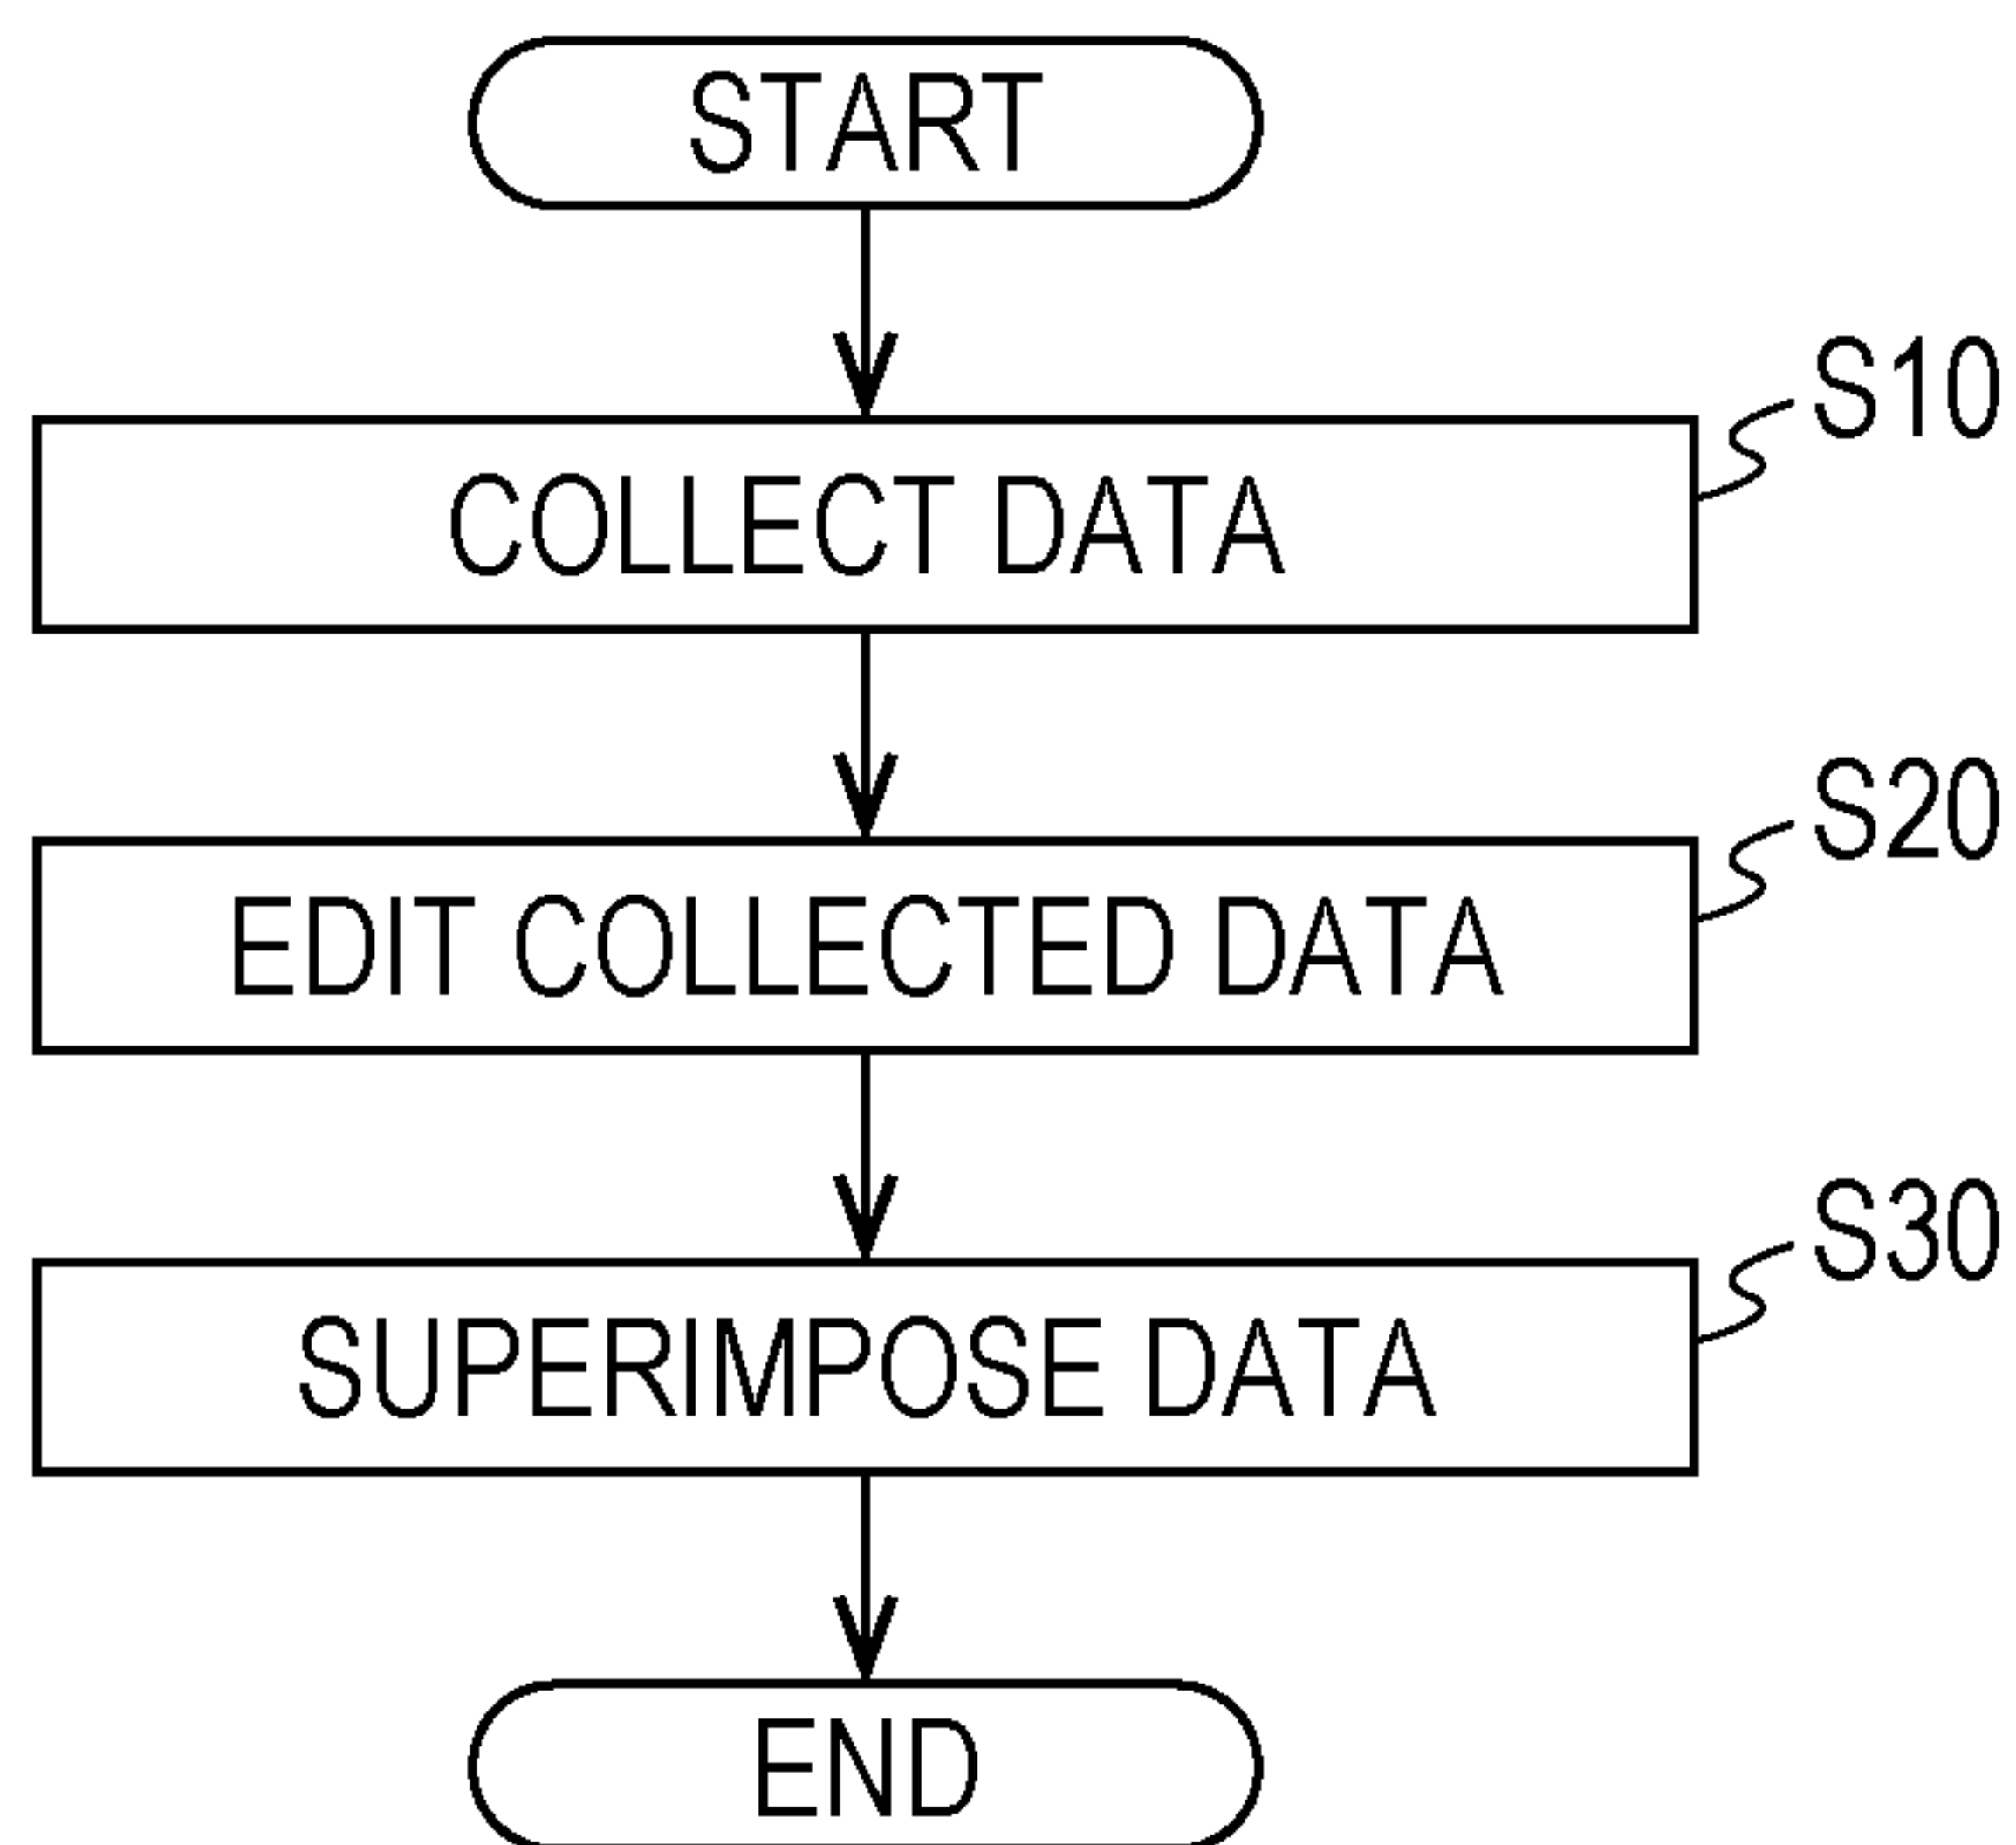 START
S10
COLLECT DATA
S20
EDIT COLLECTED DATA
S30
SUPERIMPOSE DATA
END